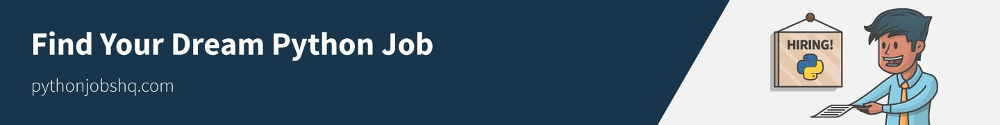 Find Your Dream Python Job
pythonjobshq.com
HIRING!